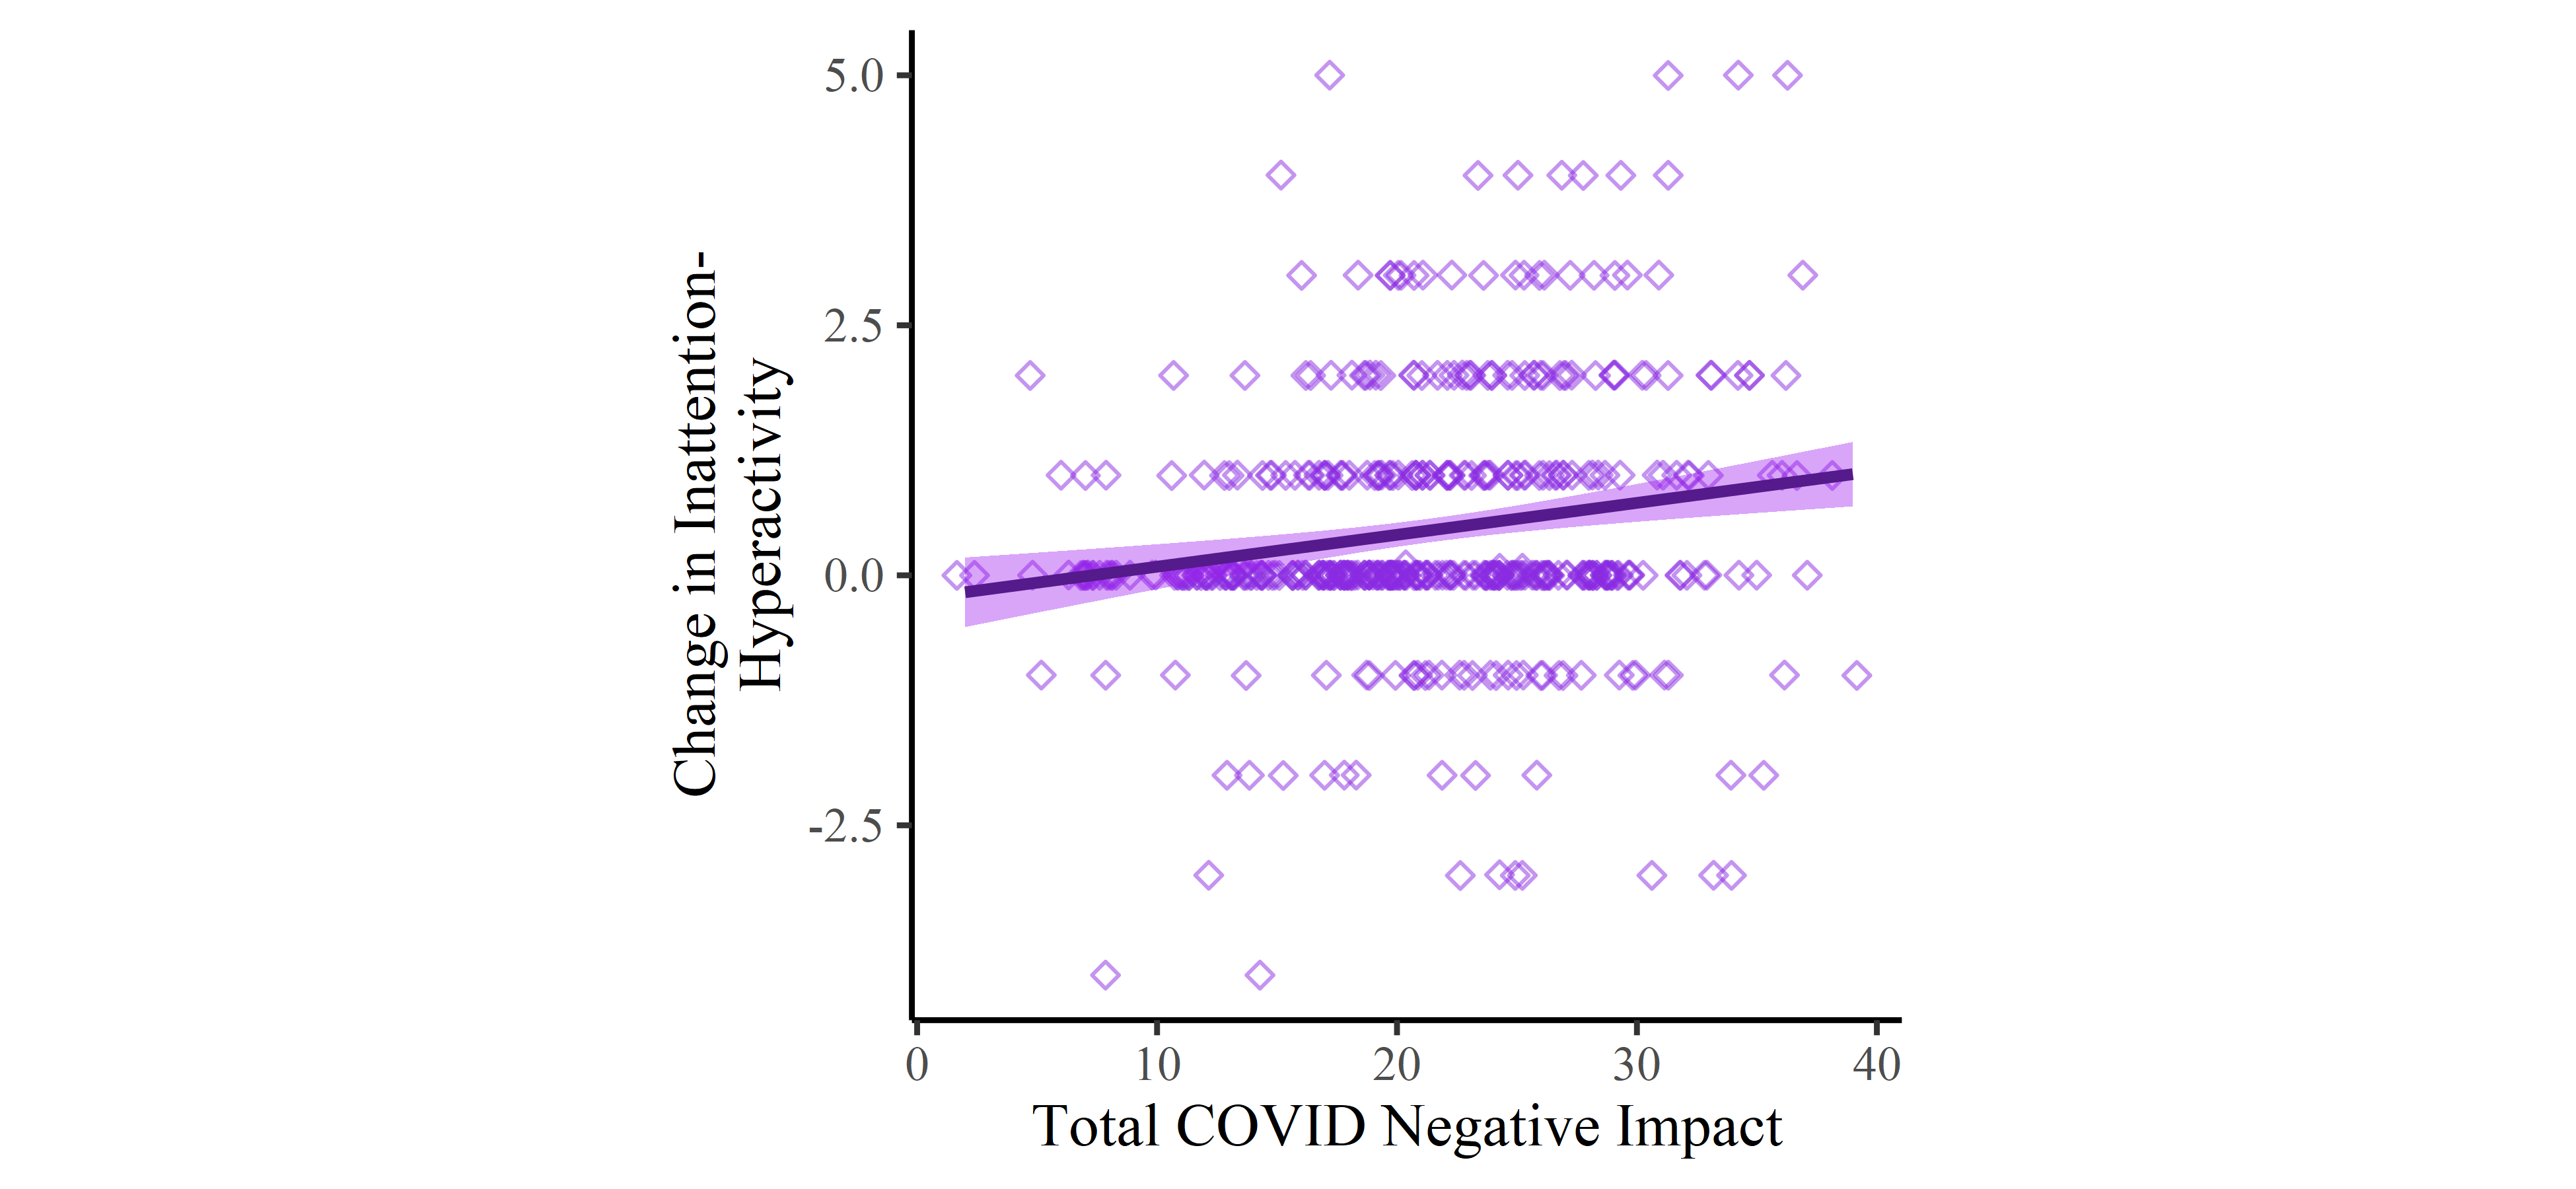 Change in Inattention-
Hyperactivity
5.0
2.5
0.0
-2.5
0 10 20 30 40
Total COVID Negative Impact